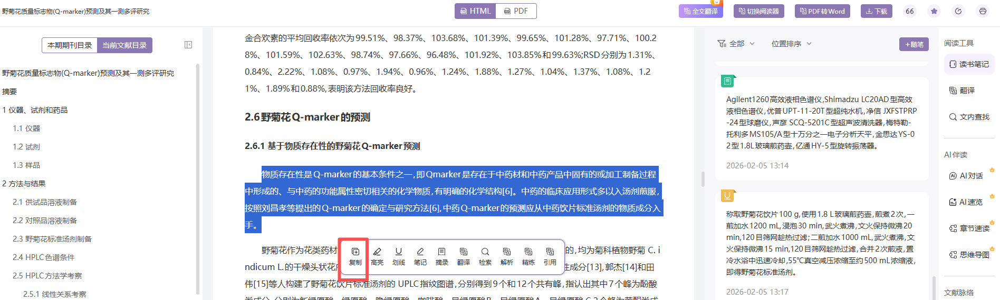 野菊花质量标志物(Q-marker)预测及其一测多评研究
HTML
PDF
全文翻译
切换阅读器
PDF转Word
下载
66
本期期刊目录
当前文献目录
野菊花质量标志物(Q-marker)预测及其一测多评研究
摘要
1 仪器、试剂和药品
1.1 仪器
1.2 试剂
1.3 样品
2 方法与结果
2.1 供试品溶液制备
2.2 对照品溶液制备
2.3 野菊花标准汤剂制备
2.4 HPLC色谱条件
2.5 HPLC方法学考察
2.5.1 线性关系考察
金合欢素的平均回收率依次为99.51%、98.37%、103.68%、101.39%、99.65%、101.28%、97.71%、100.2
8%、101.59%、102.63%、98.74%、97.66%、96.48%、101.92%、103.85%和99.63%;RSD分别为1.31%、
0.84%、2.22%、1.08%、0.97%、1.94%、0.96%、1.24%、1.88%、1.27%、1.04%、1.37%、1.08%、1.2
1%、1.89%和0.88%,表明该方法回收率良好。
2.6野菊花Q-marker的预测
2.6.1 基于物质存在性的野菊花Q-marker预测
物质存在性是Q-marker的基本条件之一,即Qmarker是存在于中药材和中药产品中固有的或加工制备过程
中形成的、与中药的功能属性密切相关的化学物质,有明确的化学结构[6]。中药的临床应用形式多以入汤剂煎服,
按照刘昌孝等提出的Q-marker的确定与研究方法[6],中药Q-marker的预测应从中药饮片标准汤剂的物质成分入
手。
野菊花作为花类药材
的,均为菊科植物野菊 C. i
复制
高亮
划线
笔记
摘录
翻译
检索
解析
精炼
引用
ndicum L.的干燥头状花
性成分[13],郭杰[14]和田
伟[15]等人构建了野菊花饮片标准汤剂的 UPLC指纹图谱,分别得到9个和12个共有峰,指认出其中7个峰为酚酸
全部
位置排序
+随笔
Agilent1260高效液相色谱仪,Shimadzu LC20AD型高效
液相色谱仪,优普UPT-11-20T型超纯水机,净信 JXFSTPRP
-24型球磨仪,声彦 SCQ-5201C型超声波清洗器,梅特勒-
托利多MS105/A型十万分之一电子分析天平,金思达YS-0
2型1.8L玻璃煎药壶,亿通HY-5型旋转振荡器。
2026-02-05 13:14
称取野菊花饮片100 g,使用1.8 L玻璃煎药壶,煎煮2次,一
煎加水1200 mL,浸泡30 min,武火煮沸,文火保持微沸20
min,120目筛网趁热过滤;二煎加水1000 mL,武火煮沸,文
火保持微沸15 min,120目筛网趁热过滤,合并2次煎液,置
冷水浴中迅速冷却,55℃真空减压浓缩至约500 mL浓缩液,
即得野菊花标准汤剂。
2026-02-05 13:17
阅读工具
读书笔记
翻译
文内查找
AI伴读
AI对话
AI速览
章节速读
思维导图
文献脉络